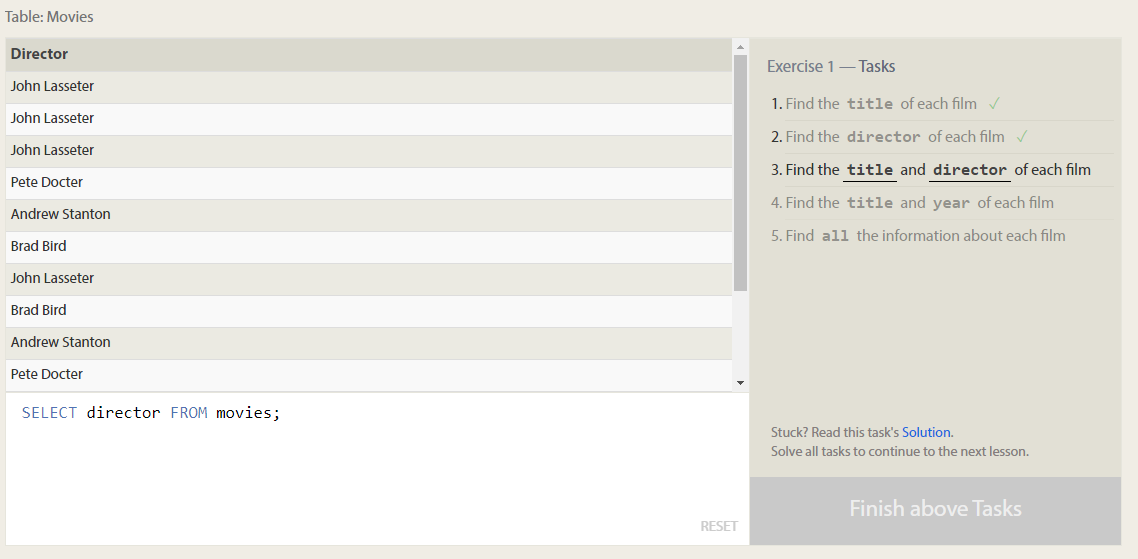 Table: Movies
Director
John Lasseter
John Lasseter
John Lasseter
Pete Docter
Andrew Stanton
Brad Bird
John Lasseter
Brad Bird
Andrew Stanton
Pete Docter
SELECT director FROM movies;
RESET
Exercise 1 — Tasks
1. Find the title of each film ✓
2. Find the director of each film ✓
3. Find the title and director of each film
4. Find the title and year of each film
5. Find all the information about each film
Stuck? Read this task's Solution.
Solve all tasks to continue to the next lesson.
Finish above Tasks